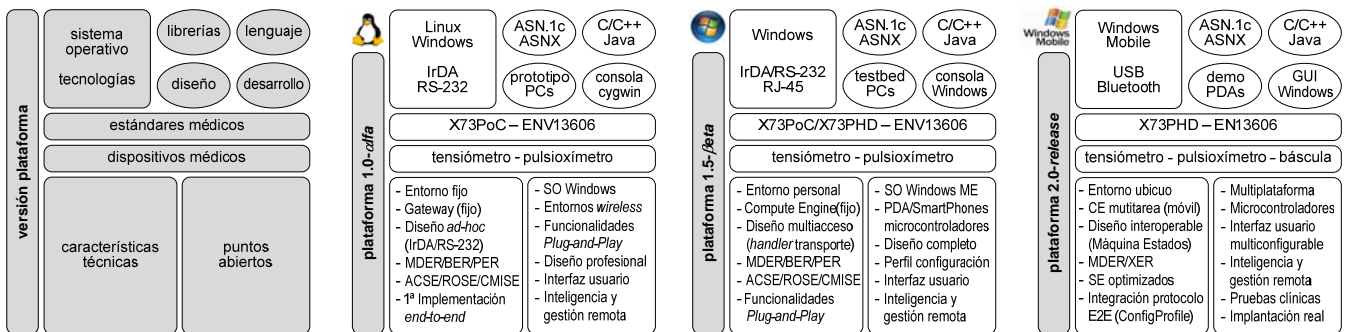 versión plataforma
sistema
operativo
tecnologías
librerías
lenguaje
diseño
desarrollo
estándares médicos
dispositivos médicos
características
técnicas
puntos
abiertos
plataforma 1.0-alfa
Linux
Windows
IrDA
RS-232
ASN.1c
ASNX
C/C++
Java
prototipo
PCs
consola
cygwin
X73PoC – ENV13606
tensiómetro - pulsioxímetro
- Entorno fijo
- Gateway (fijo)
- Diseño ad-hoc
(IrDA/RS-232)
- MDER/BER/PER
- ACSE/ROSE/CMISE
- 1ª Implementación
end-to-end
- SO Windows
- Entornos wireless
- Funcionalidades
Plug-and-Play
- Diseño profesional
- Interfaz usuario
- Inteligencia y
gestión remota
plataforma 1.5-βeta
Windows
IrDA/RS-232
RJ-45
ASN.1c
ASNX
C/C++
Java
testbed
PCs
consola
Windows
X73PoC/X73PHD – ENV13606
tensiómetro - pulsioxímetro
- Entorno personal
- Compute Engine(fijo)
- Diseño multiacceso
(handler transporte)
- MDER/BER/PER
- ACSE/ROSE/CMISE
- Funcionalidades
Plug-and-Play
- SO Windows ME
- PDA/SmartPhones
microcontroladores
- Diseño completo
- Perfil configuración
- Interfaz usuario
- Inteligencia y
gestión remota
Windows
Mobile
plataforma 2.0-release
Windows
Mobile
USB
Bluetooth
ASN.1c
ASNX
C/C++
Java
demo
PDAs
GUI
Windows
X73PHD – EN13606
tensiómetro - pulsioxímetro - báscula
- Entorno ubicuo
- CE mutitarea (móvil)
- Diseño interoperable
(Máquina Estados)
- MDER/XER
- SE optimizados
- Integración protocolo
E2E (ConfigProfile)
- Multiplataforma
- Microcontroladores
- Interfaz usuario
multiconfigurable
- Inteligencia y
gestión remota
- Pruebas clínicas
- Implantación real